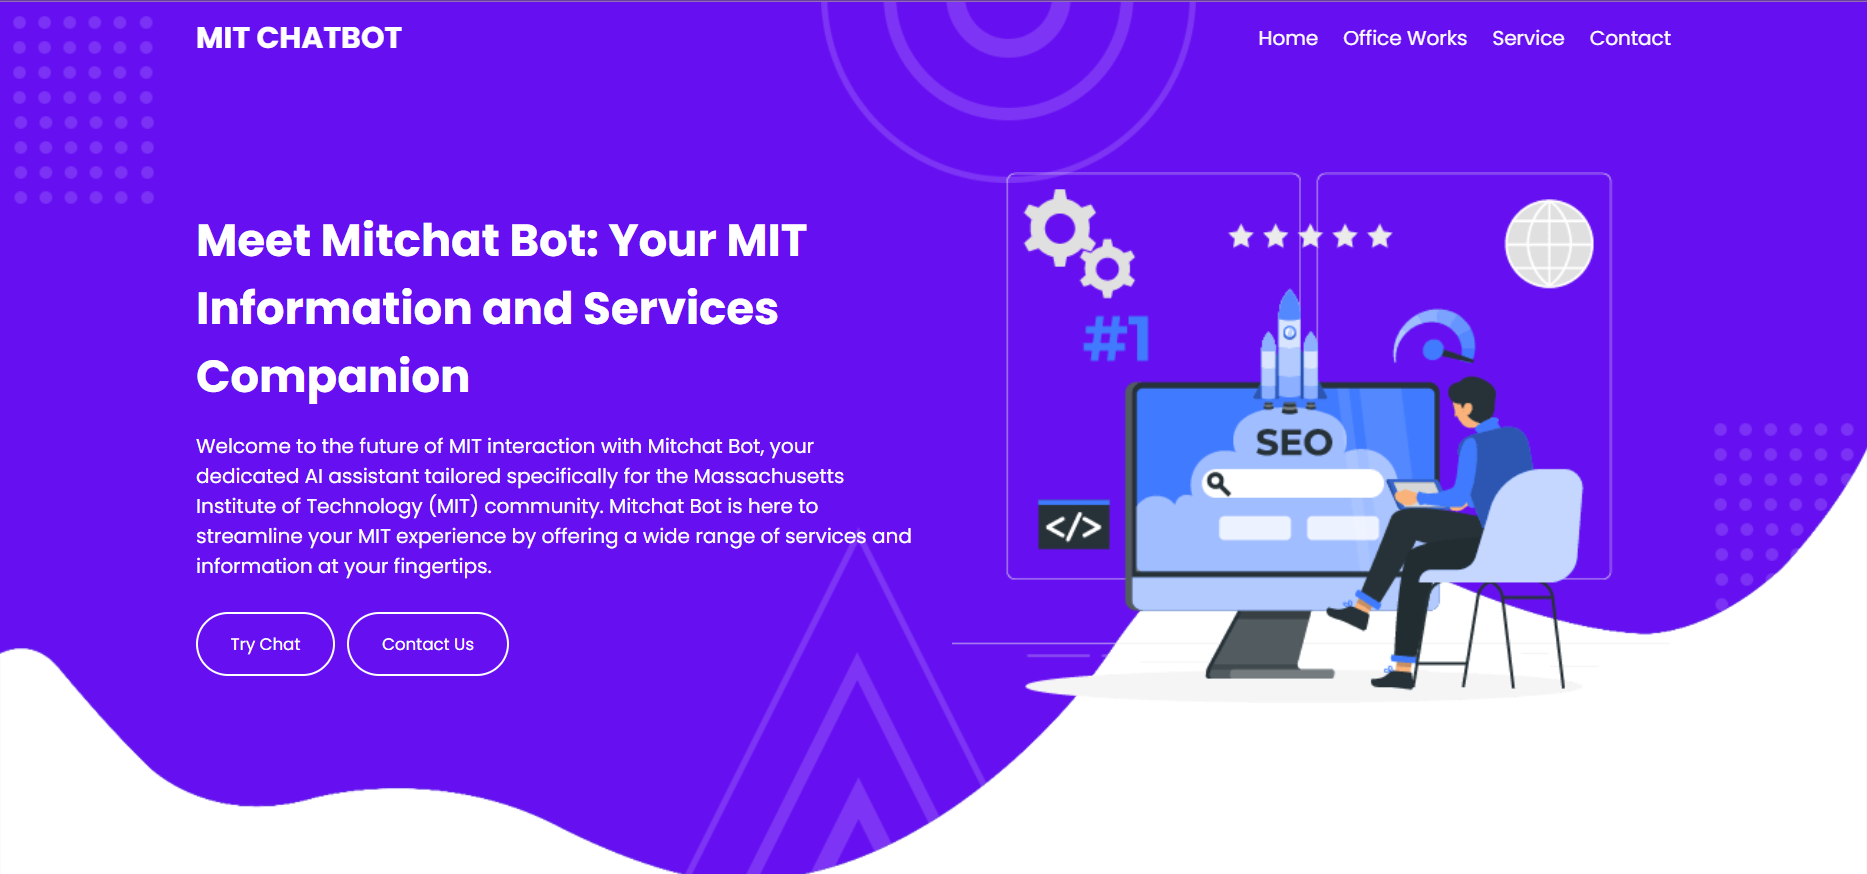 MIT CHATBOT
Home Office Works Service Contact
Meet Mitchat Bot: Your MIT
Information and Services
Companion
Welcome to the future of MIT interaction with Mitchat Bot, your
dedicated AI assistant tailored specifically for the Massachusetts
Institute of Technology (MIT) community. Mitchat Bot is here to
streamline your MIT experience by offering a wide range of services and
information at your fingertips.
Try Chat Contact Us
#1
SEO
</>